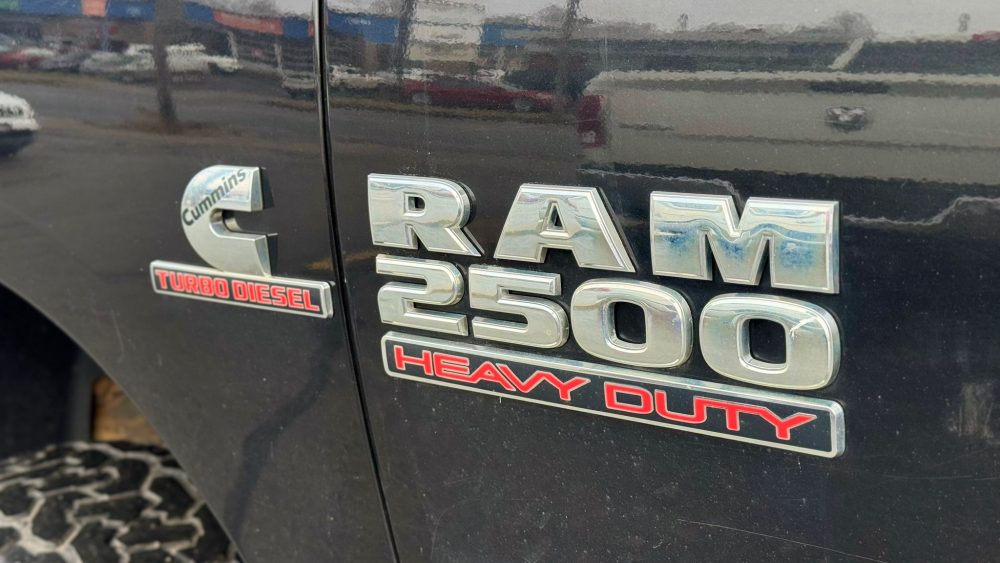 Cummins
TURBO DIESEL
RAM
2500
HEAVY DUTY